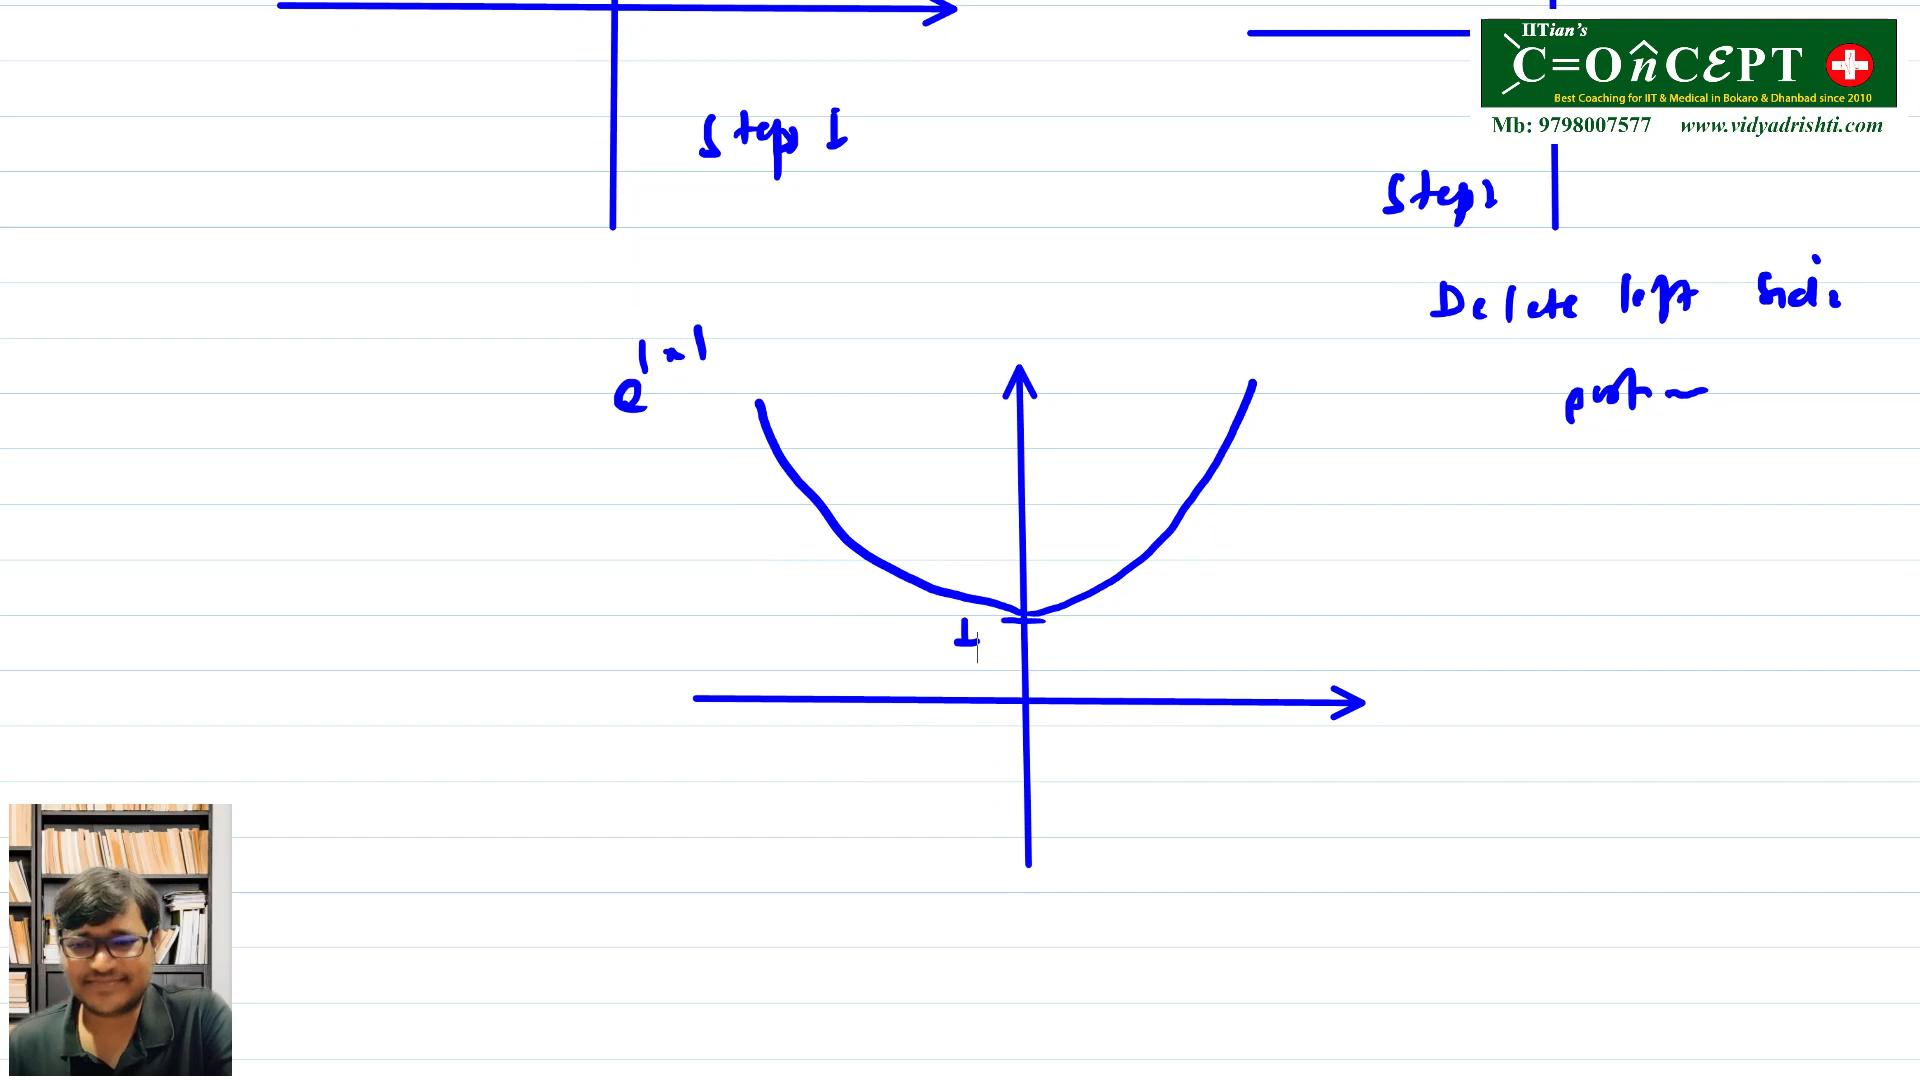 IITian's
C=OnCEPT
Best Coaching for IIT & Medical in Bokaro & Dhanbad since 2010
Mb: 9798007577 www.vidyadrishti.com
Step 1
Step 2
Delete left side
part
e^|x|
1